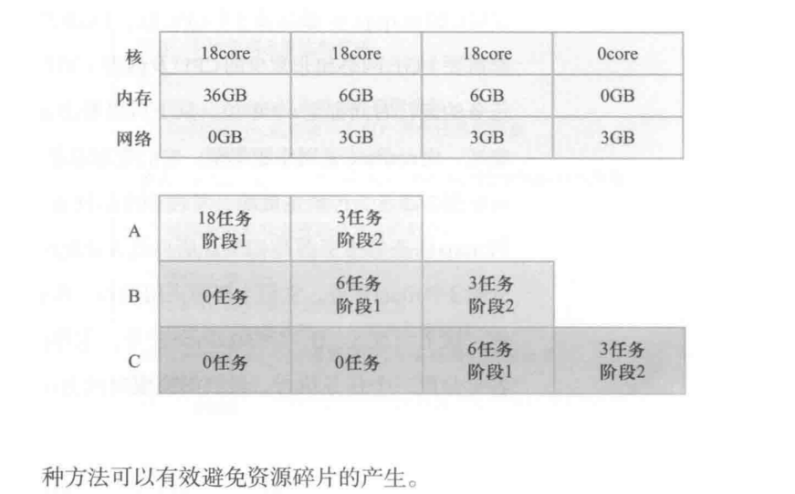 核 18core 18core 18core 0core
内存 36GB 6GB 6GB 0GB
网络 0GB 3GB 3GB 3GB
A 18任务 阶段1 3任务 阶段2
B 0任务 6任务 阶段1 3任务 阶段2
C 0任务 0任务 6任务 阶段1 3任务 阶段2
种方法可以有效避免资源碎片的产生。